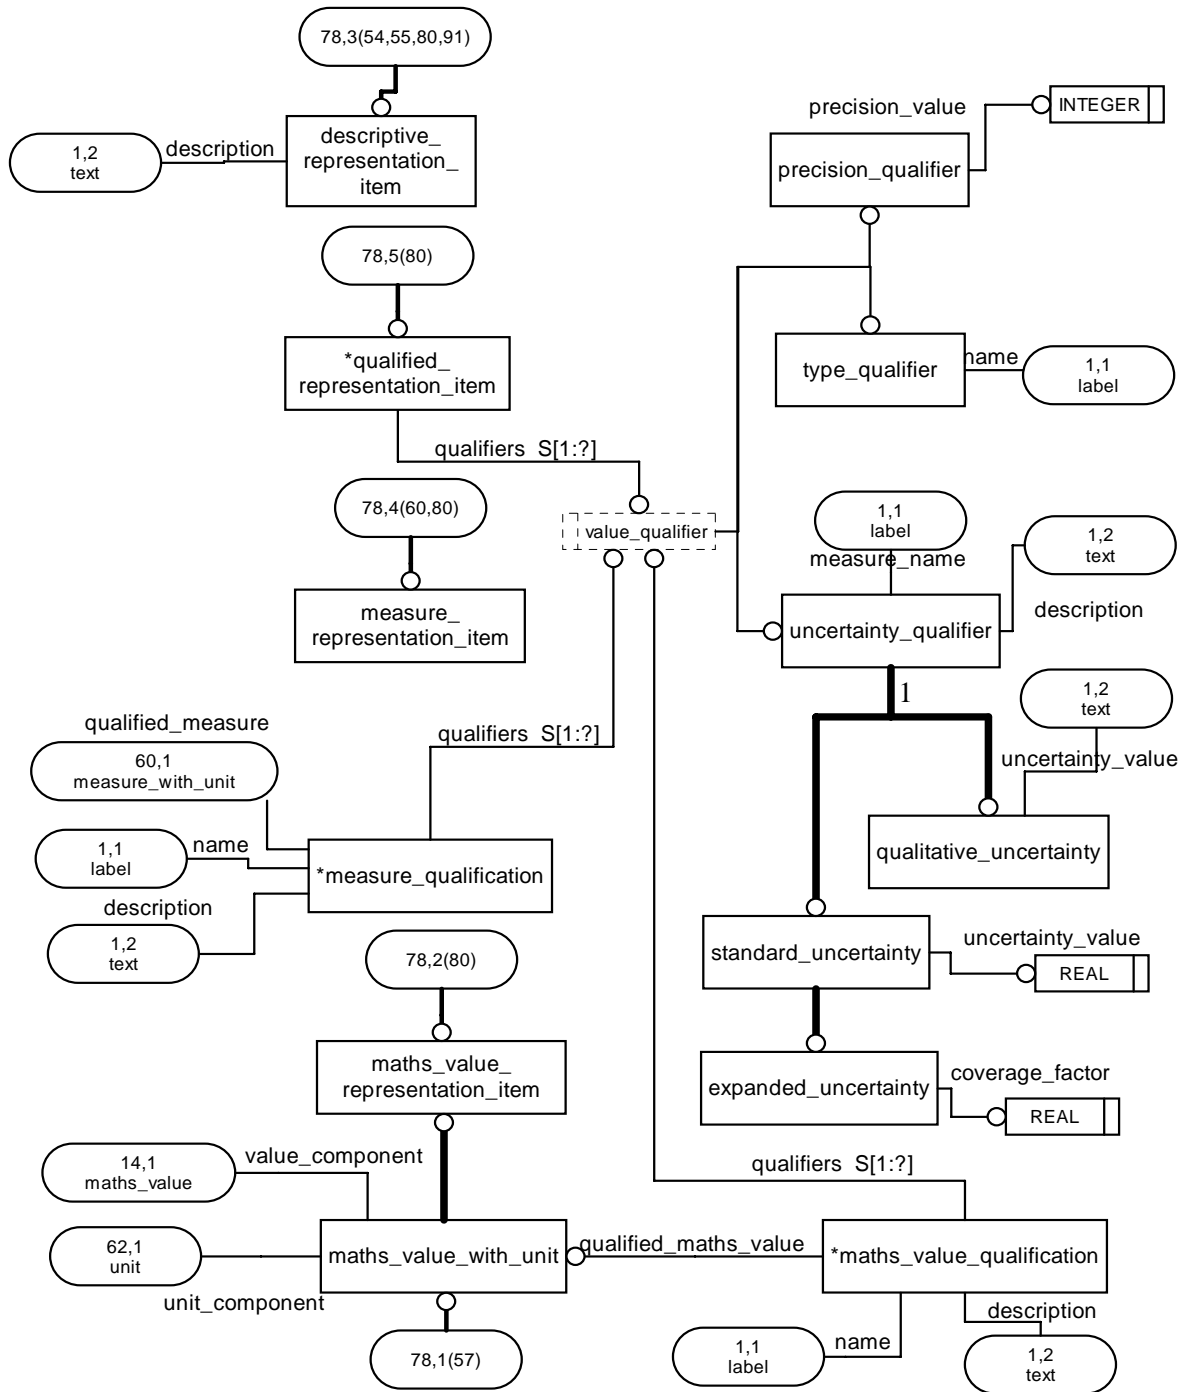 78,3(54,55,80,91)
precision_value
INTEGER
descriptive_
representation_
item
description
1,2
text
precision_qualifier
78,5(80)
*qualified_
representation_item
type_qualifier
name
1,1
label
qualifiers S[1:?]
78,4(60,80)
value_qualifier
1,1
label
measure_name
1,2
text
description
measure_
representation_item
uncertainty_qualifier
1
1,2
text
uncertainty_value
qualified_measure
60,1
measure_with_unit
qualifiers S[1:?]
name
1,1
label
*measure_qualification
qualitative_uncertainty
description
1,2
text
78,2(80)
standard_uncertainty
uncertainty_value
REAL
maths_value_
representation_item
expanded_uncertainty
coverage_factor
REAL
value_component
14,1
maths_value
qualifiers S[1:?]
62,1
unit
unit_component
maths_value_with_unit
qualified_maths_value
*maths_value_qualification
78,1(57)
name
1,1
label
description
1,2
text